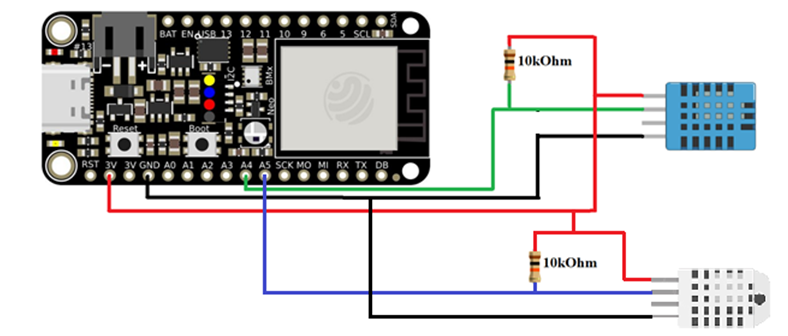 SDA
BAT EN USB 13 12 11 10 9 6 5 SCL
#13
I2C
BMx
Neo
Reset
Boot
RST 3V 3V GND A0 A1 A2 A3 A4 A5 SCK MO MI RX TX DB
10kOhm
10kOhm